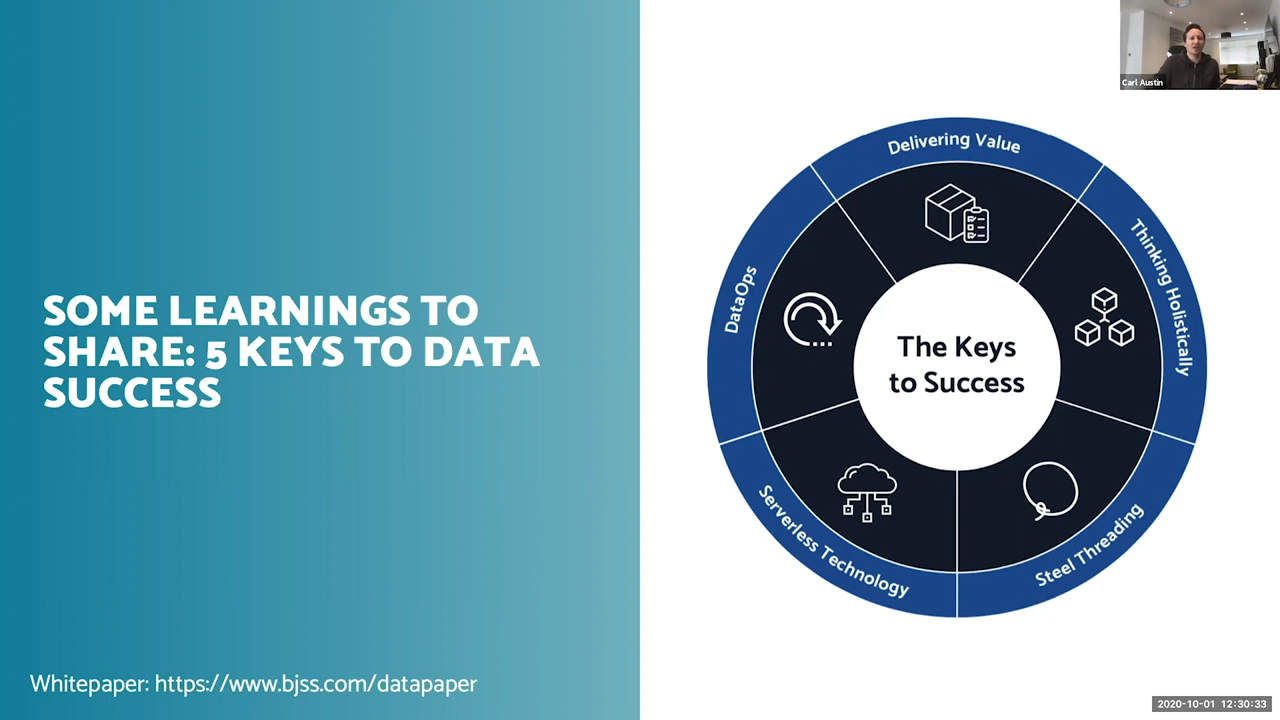 SOME LEARNINGS TO
SHARE: 5 KEYS TO DATA
SUCCESS
Whitepaper: https://www.bjss.com/datapaper
Carl Austin
Delivering Value
Thinking Holistically
Steel Threading
Serverless Technology
DataOps
The Keys
to Success
2020-10-01 12:30:33